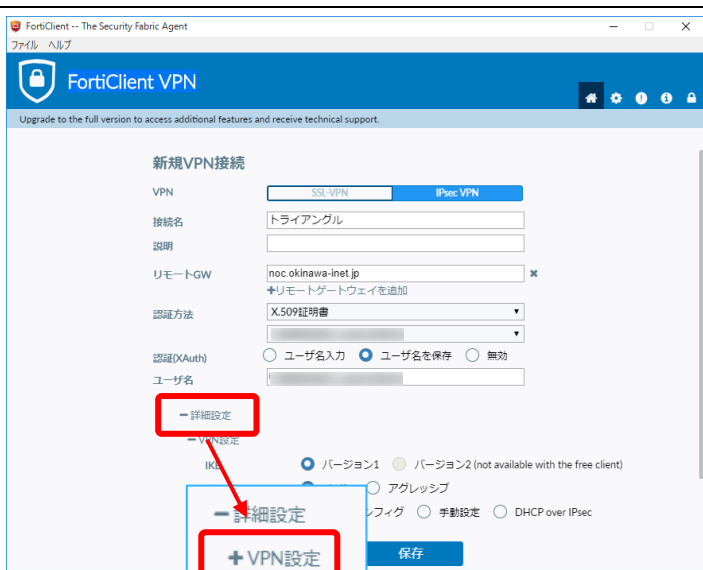 FortiClient -- The Security Fabric Agent
ファイル ヘルプ
FortiClient VPN
Upgrade to the full version to access additional features and receive technical support.
新規VPN接続
VPN SSL-VPN IPsec VPN
接続名 トライアングル
説明
リモートGW noc.okinawa-inet.jp
+リモートゲートウェイを追加
認証方法 X.509証明書
認証(XAuth) ユーザ名入力 ユーザ名を保存 無効
ユーザ名
-詳細設定
-VPN設定
IKE バージョン1 バージョン2 (not available with the free client)
アグレッシブ
手動設定 DHCP over IPsec
-詳細設定
+VPN設定
保存